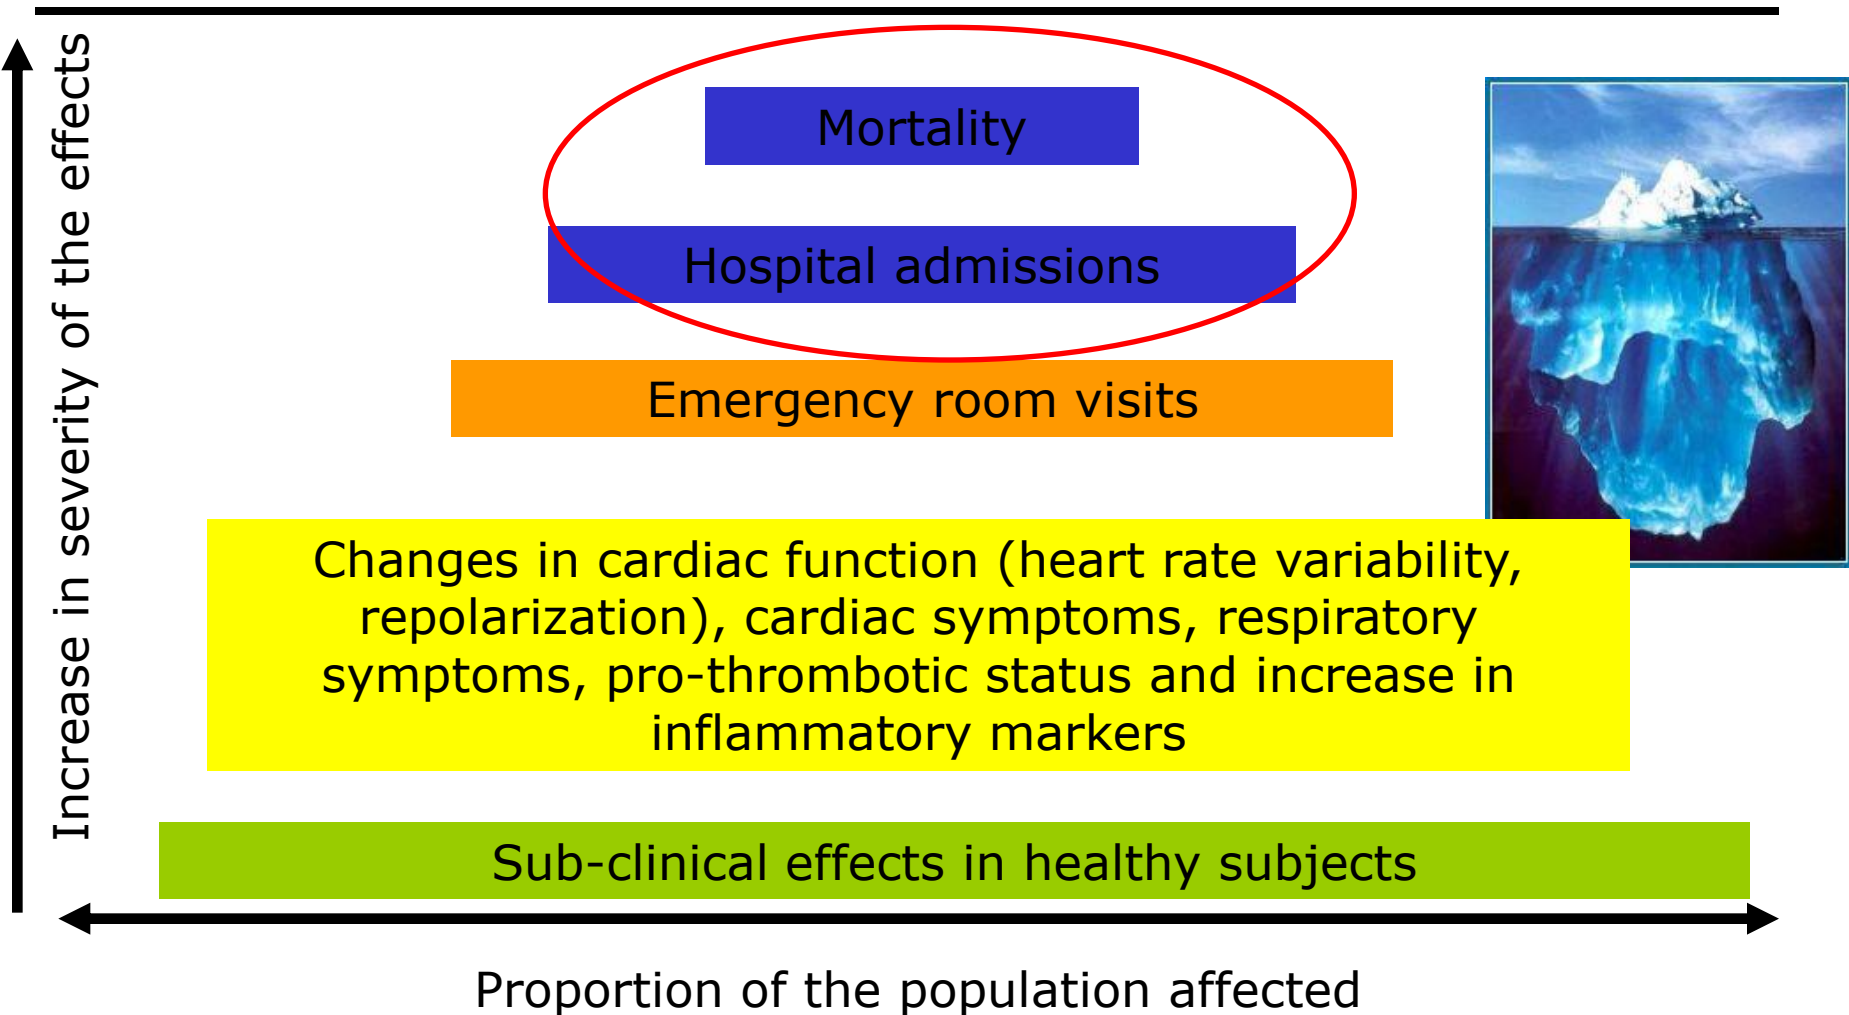 Increase in severity of the effects
Mortality
Hospital admissions
Emergency room visits
Changes in cardiac function (heart rate variability,
repolarization), cardiac symptoms, respiratory
symptoms, pro-thrombotic status and increase in
inflammatory markers
Sub-clinical effects in healthy subjects
Proportion of the population affected